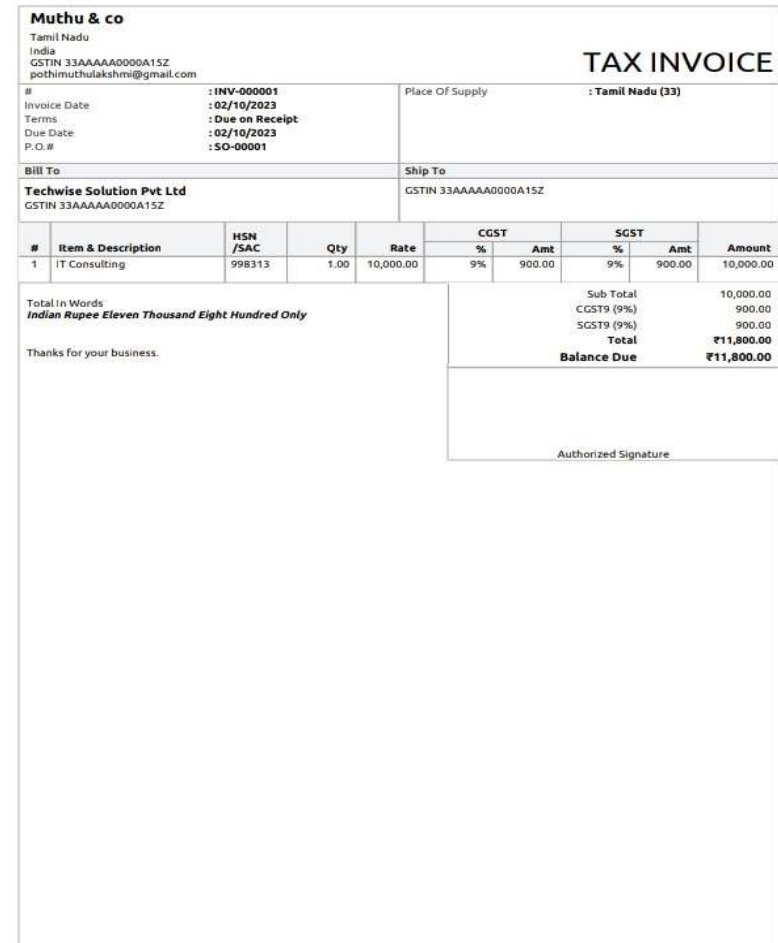 Muthu & co
Tamil Nadu
India
GSTIN 33AAAAA0000A15Z
pothimuthulakshmi@gmail.com
TAX INVOICE
# : INV-000001
Invoice Date : 02/10/2023
Terms : Due on Receipt
Due Date : 02/10/2023
P.O.# : SO-00001
Place Of Supply : Tamil Nadu (33)
Bill To
Techwise Solution Pvt Ltd
GSTIN 33AAAAA0000A15Z
Ship To
GSTIN 33AAAAA0000A15Z
# Item & Description HSN /SAC Qty Rate CGST % Amt SGST % Amt Amount
1 IT Consulting 998313 1.00 10,000.00 9% 900.00 9% 900.00 10,000.00
Total In Words
Indian Rupee Eleven Thousand Eight Hundred Only
Thanks for your business.
Sub Total 10,000.00
CGST9 (9%) 900.00
SGST9 (9%) 900.00
Total ₹11,800.00
Balance Due ₹11,800.00
Authorized Signature